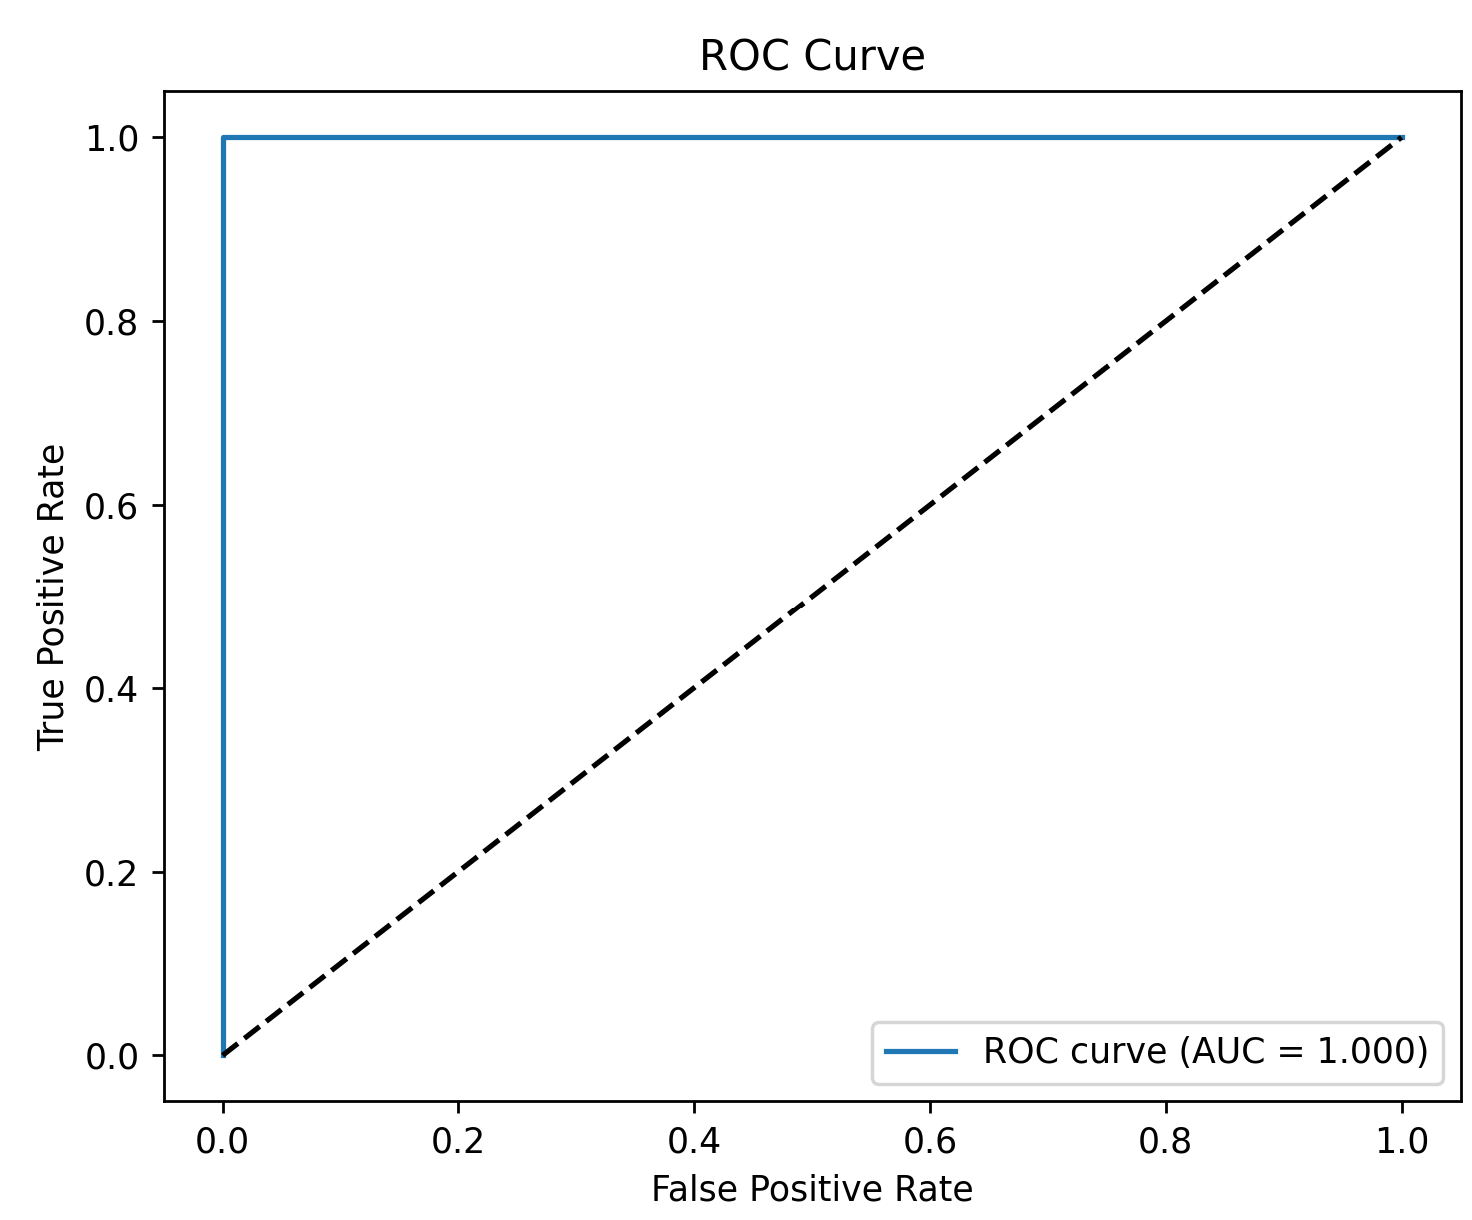 ROC Curve
1.0
0.8
0.6
0.4
0.2
0.0
True Positive Rate
ROC curve (AUC = 1.000)
0.0 0.2 0.4 0.6 0.8 1.0
False Positive Rate